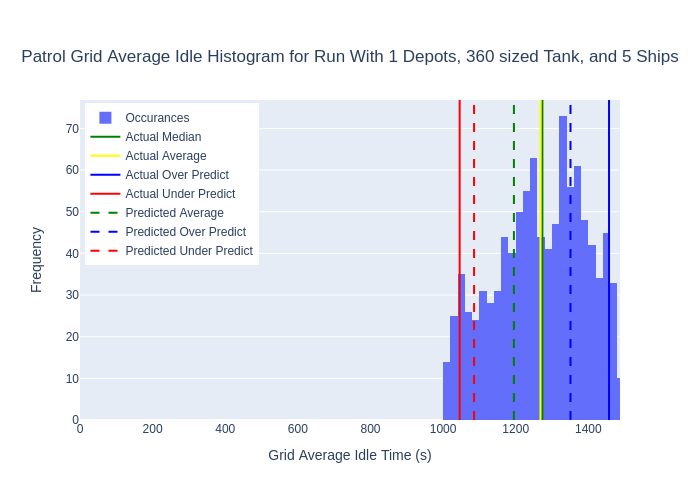 Patrol Grid Average Idle Histogram for Run With 1 Depots, 360 sized Tank, and 5 Ships
Occurances
Actual Median
Actual Average
Actual Over Predict
Actual Under Predict
Predicted Average
Predicted Over Predict
Predicted Under Predict
Frequency
70
60
50
40
30
20
10
0
0 200 400 600 800 1000 1200 1400
Grid Average Idle Time (s)